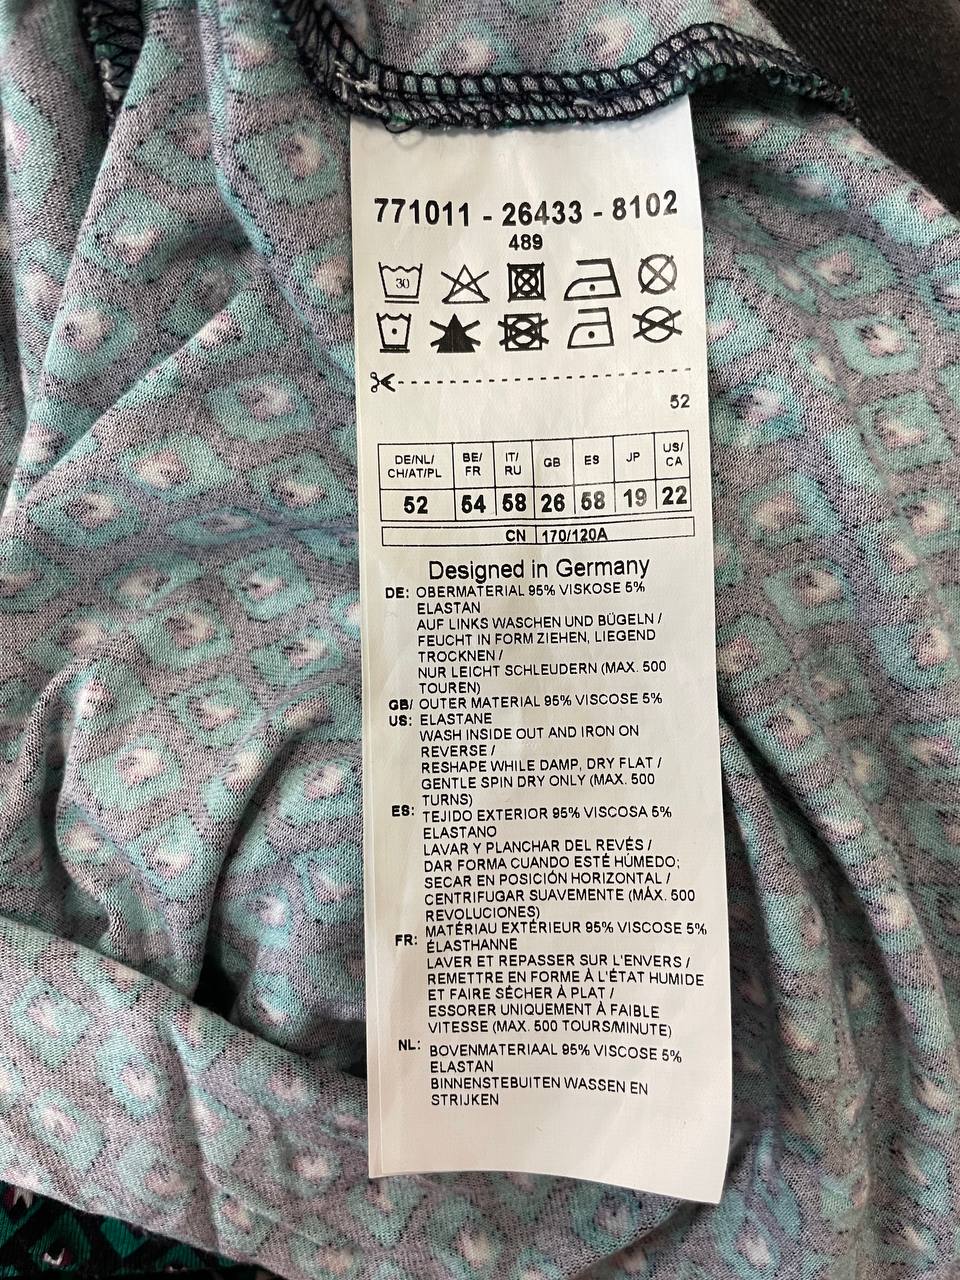 771011 - 26433 - 8102
489
30
52
DE/NL/ CH/AT/PL BE/ FR IT/ RU GB ES JP US/ CA
52 54 58 26 58 19 22
CN 170/120A
Designed in Germany
DE: OBERMATERIAL 95% VISKOSE 5%
ELASTAN
AUF LINKS WASCHEN UND BÜGELN /
FEUCHT IN FORM ZIEHEN, LIEGEND
TROCKNEN /
NUR LEICHT SCHLEUDERN (MAX. 500
TOUREN)
GB/ OUTER MATERIAL 95% VISCOSE 5%
US: ELASTANE
WASH INSIDE OUT AND IRON ON
REVERSE /
RESHAPE WHILE DAMP, DRY FLAT /
GENTLE SPIN DRY ONLY (MAX. 500
TURNS)
ES: TEJIDO EXTERIOR 95% VISCOSA 5%
ELASTANO
LAVAR Y PLANCHAR DEL REVÉS /
DAR FORMA CUANDO ESTÉ HÚMEDO;
SECAR EN POSICIÓN HORIZONTAL /
CENTRIFUGAR SUAVEMENTE (MÁX. 500
REVOLUCIONES)
FR: MATÉRIAU EXTÉRIEUR 95% VISCOSE 5%
ÉLASTHANNE
LAVER ET REPASSER SUR L'ENVERS /
REMETTRE EN FORME À L'ÉTAT HUMIDE
ET FAIRE SÉCHER À PLAT /
ESSORER UNIQUEMENT À FAIBLE
VITESSE (MAX. 500 TOURS/MINUTE)
NL: BOVENMATERIAAL 95% VISCOSE 5%
ELASTAN
BINNENSTEBUITEN WASSEN EN
STRIJKEN